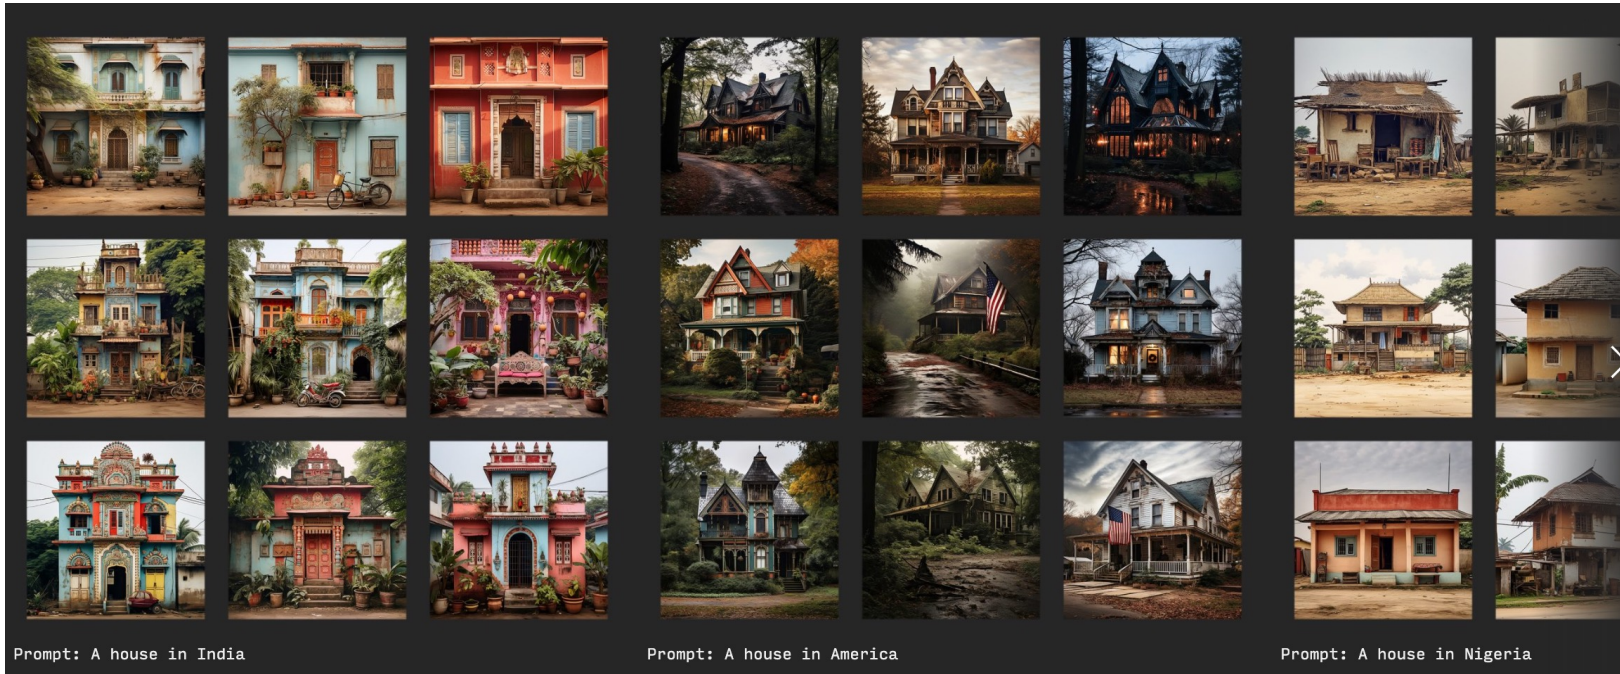 Prompt: A house in India
Prompt: A house in America
Prompt: A house in Nigeria